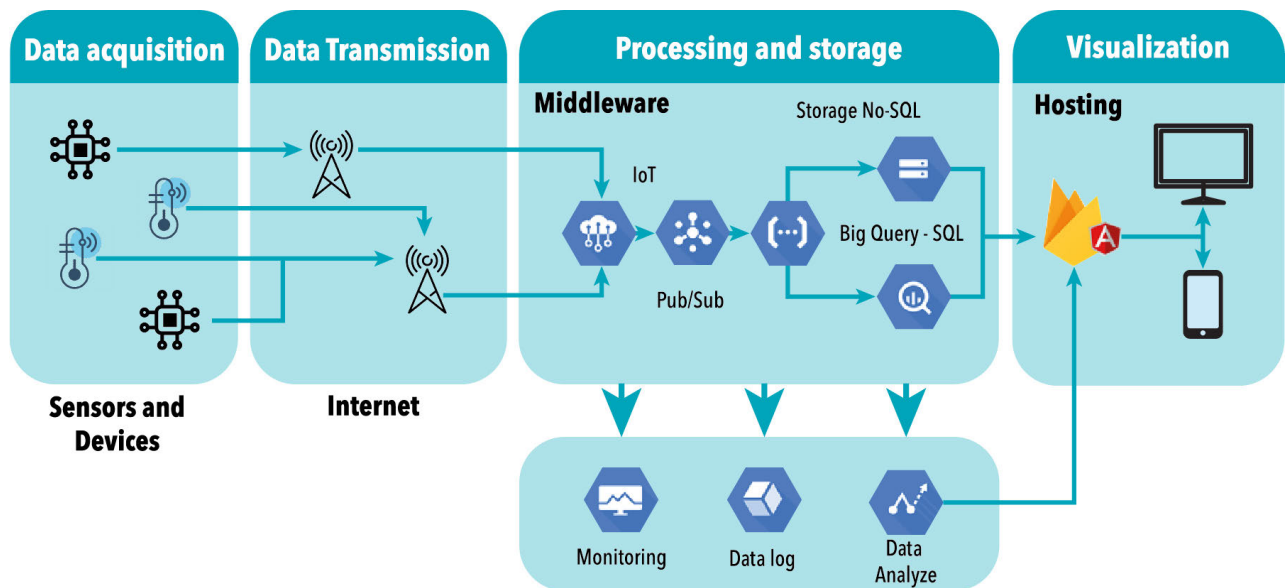 Data acquisition
Data Transmission
Processing and storage
Visualization
Middleware
Storage No-SQL
Hosting
IoT
Big Query - SQL
Pub/Sub
A
Sensors and
Devices
Internet
Monitoring
Data log
Data
Analyze